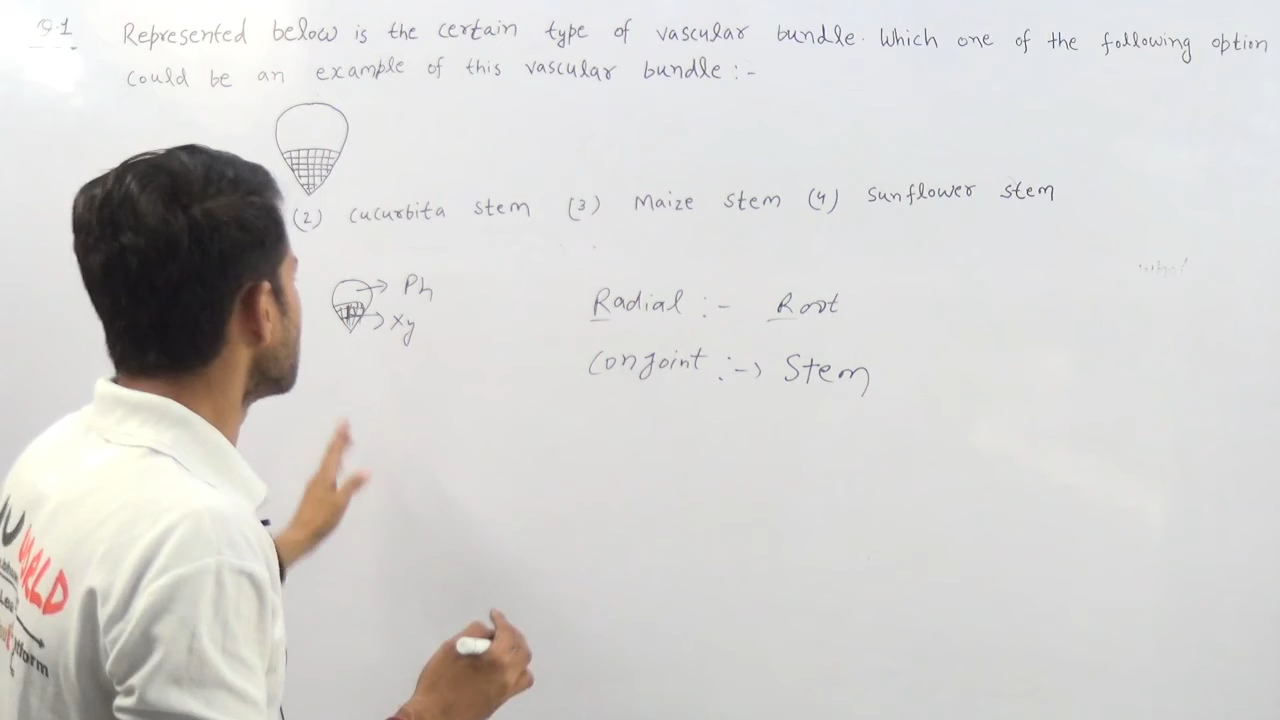 Q.1 Represented below is the certain type of vascular bundle. Which one of the following option
could be an example of this vascular bundle :-
(2) Cucurbita stem (3) Maize stem (4) sunflower stem
Ph
Xy
Radial :- Root
Conjoint :-> Stem
WORLD